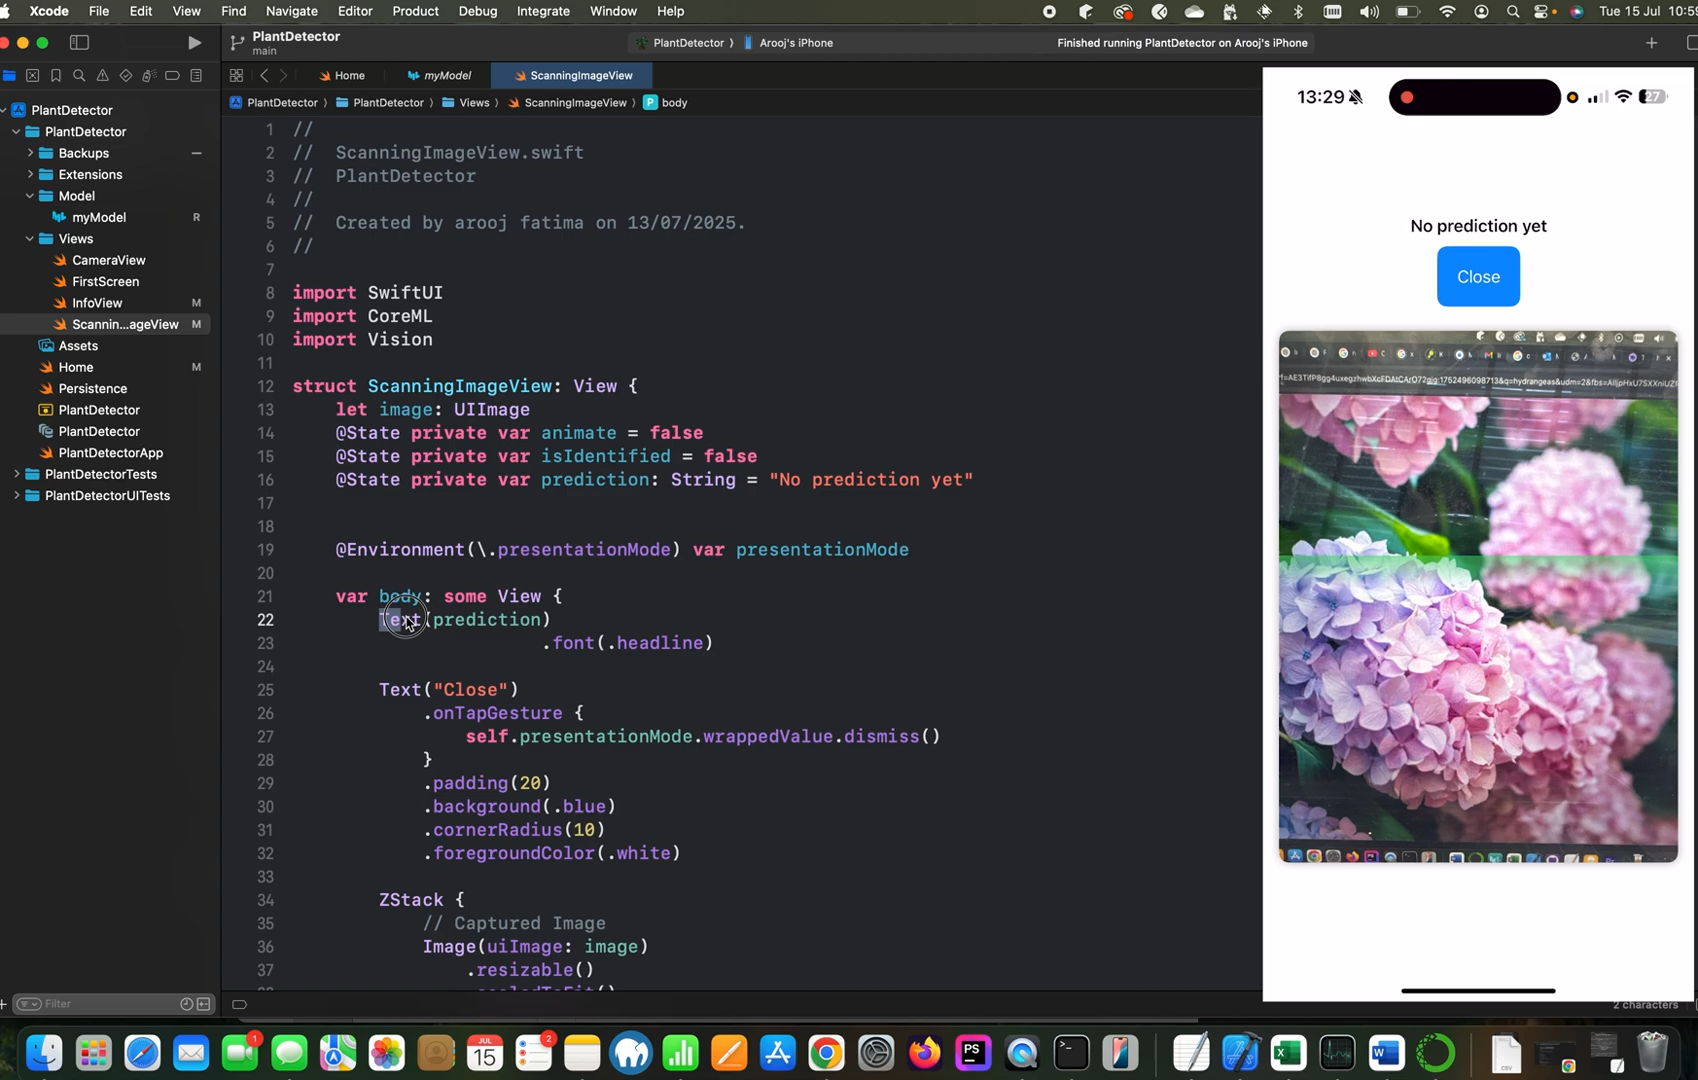 Xcode File Edit View Find Navigate Editor Product Debug Integrate Window Help Tue 15 Jul 10:59
PlantDetector
main
PlantDetector 〉 Arooj's iPhone
Finished running PlantDetector on Arooj's iPhone
Home myModel ScanningImageView
PlantDetector 〉 PlantDetector 〉 Views 〉 ScanningImageView 〉 P body
PlantDetector
PlantDetector
Backups
Extensions
Model
myModel R
Views
CameraView
FirstScreen
InfoView M
Scannin...ageView M
Assets
Home M
Persistence
PlantDetector
PlantDetector
PlantDetectorApp
PlantDetectorTests
PlantDetectorUITests
Filter
1 //
2 // ScanningImageView.swift
3 // PlantDetector
4 //
5 // Created by arooj fatima on 13/07/2025.
6 //
7
8 import SwiftUI
9 import CoreML
10 import Vision
11
12 struct ScanningImageView: View {
13 let image: UIImage
14 @State private var animate = false
15 @State private var isIdentified = false
16 @State private var prediction: String = "No prediction yet"
17
18
19 @Environment(\.presentationMode) var presentationMode
20
21 var body: some View {
22 Text(prediction)
23 .font(.headline)
24
25 Text("Close")
26 .onTapGesture {
27 self.presentationMode.wrappedValue.dismiss()
28 }
29 .padding(20)
30 .background(.blue)
31 .cornerRadius(10)
32 .foregroundColor(.white)
33
34 ZStack {
35 // Captured Image
36 Image(uiImage: image)
37 .resizable()
13:29 27
No prediction yet
Close
2 characters
1
JUL
15
2
PS
CSV